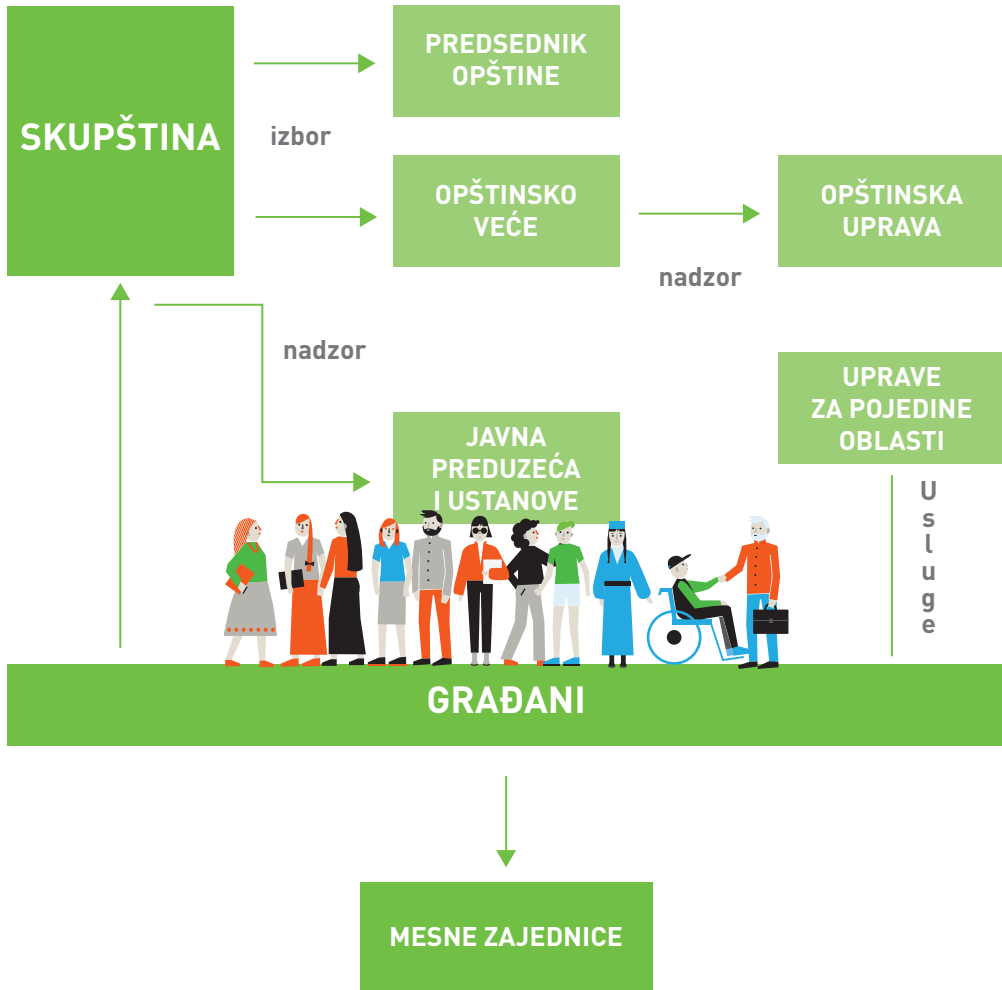 PREDSEDNIK
OPŠTINE
SKUPŠTINA
izbor
OPŠTINSKO
VEĆE
OPŠTINSKA
UPRAVA
nadzor
nadzor
UPRAVE
ZA POJEDINE
OBLASTI
JAVNA
PREDUZEĆA
I USTANOVE
Usluge
GRAĐANI
MESNE ZAJEDNICE